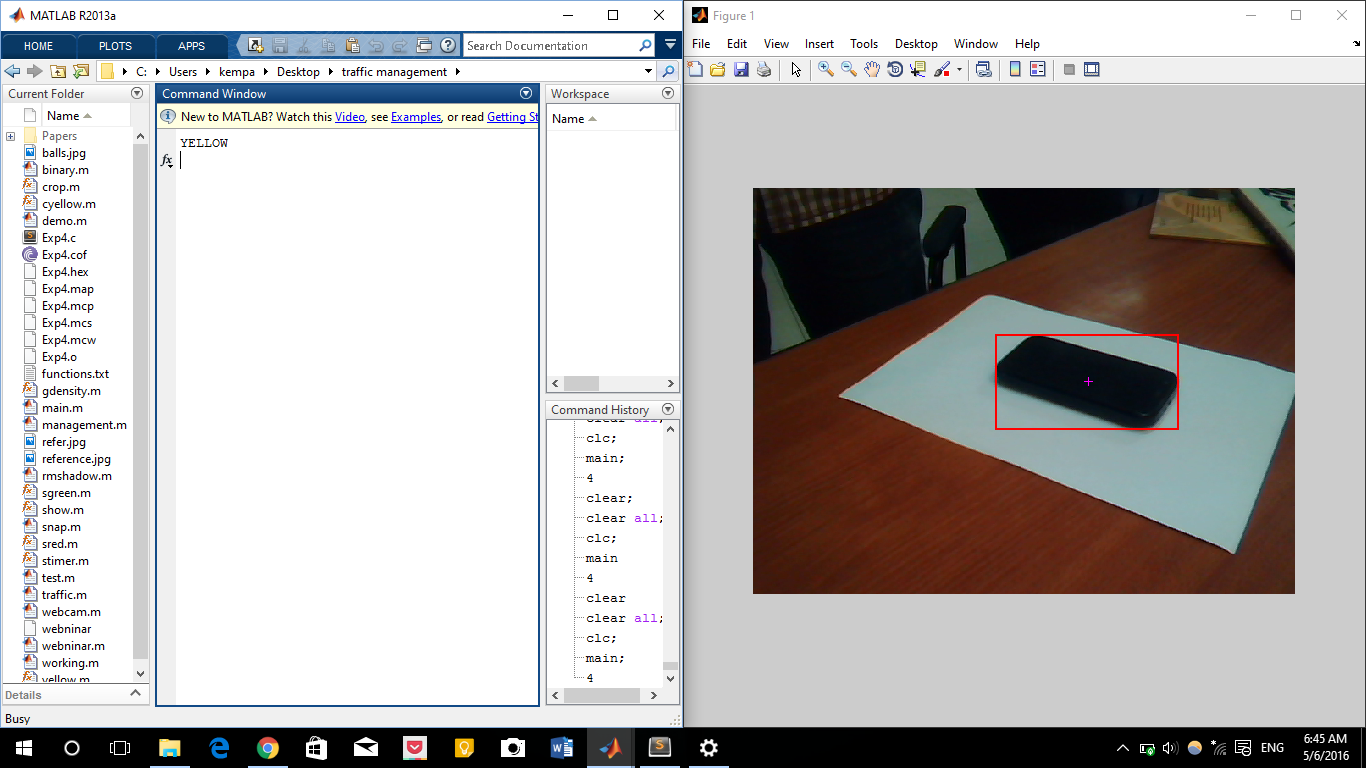 MATLAB R2013a
HOME
PLOTS
APPS
Search Documentation
C:
Users
kempa
Desktop
traffic management
Current Folder
Name
Papers
balls.jpg
binary.m
crop.m
cyellow.m
demo.m
Exp4.c
Exp4.cof
Exp4.hex
Exp4.map
Exp4.mcp
Exp4.mcs
Exp4.mcw
Exp4.o
functions.txt
gdensity.m
main.m
management.m
refer.jpg
reference.jpg
rmshadow.m
sgreen.m
show.m
snap.m
sred.m
stimer.m
test.m
traffic.m
webcam.m
webninar
webninar.m
working.m
yellow.m
Details
Busy
Command Window
New to MATLAB? Watch this Video, see Examples, or read Getting St
YELLOW
fx
Workspace
Name
Command History
clear all;
clc;
main;
4
clear;
clear all;
clc;
main
4
clear
clear all;
clc;
main;
4
Figure 1
File Edit View Insert Tools Desktop Window Help
ENG
6:45 AM
5/6/2016